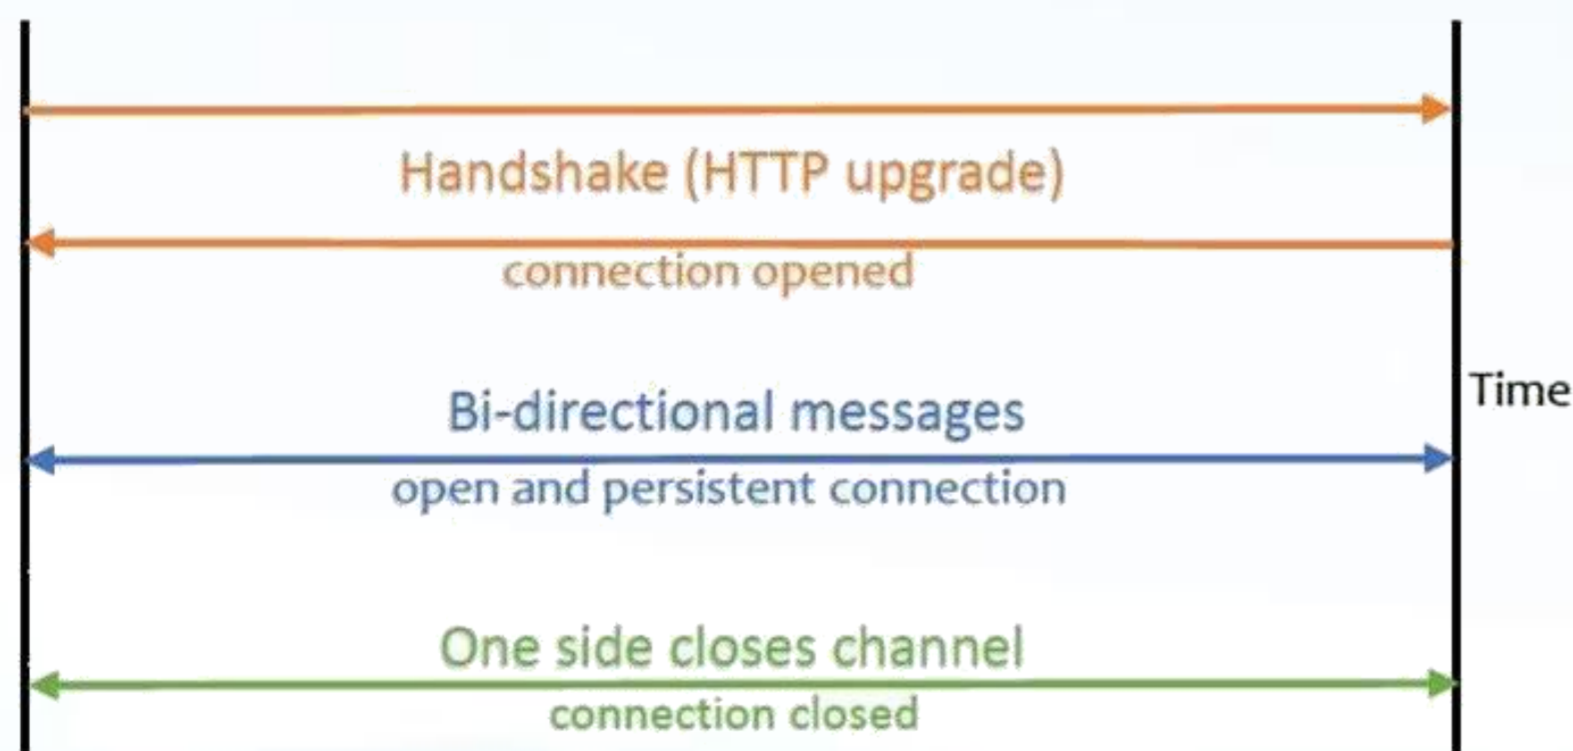 Handshake (HTTP upgrade)
connection opened
Bi-directional messages
Time
open and persistent connection
One side closes channel
connection closed